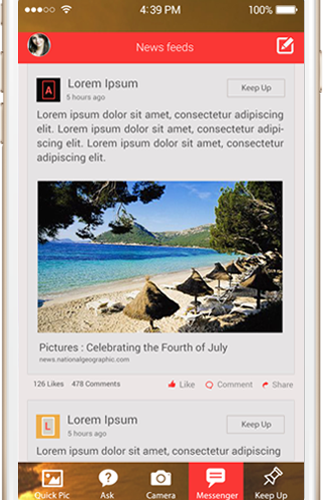 4:39 PM
100%
News feeds
A
Lorem Ipsum
Keep Up
5 hours ago
Lorem ipsum dolor sit amet, consectetur adipiscing
elit. Lorem ipsum dolor sit amet, consectetur adipi-
scing elit. Lorem ipsum dolor sit amet, consectetur
adipiscing elit.
Pictures : Celebrating the Fourth of July
news.nationalgeographic.com
126 Likes 478 Comments Like Comment Share
L
Lorem Ipsum
Keep Up
5 hours ago
Lorem ipsum dolor sit amet, consectetur adipiscing
Quick Pic Ask Camera Messenger Keep Up